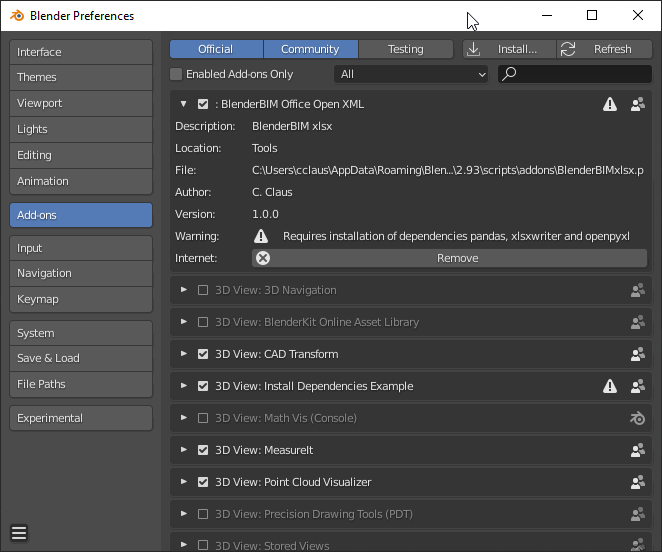 Blender Preferences
Interface
Themes
Viewport
Lights
Editing
Animation
Add-ons
Input
Navigation
Keymap
System
Save & Load
File Paths
Experimental
Official Community Testing Install... Refresh
Enabled Add-ons Only All
: BlenderBIM Office Open XML
Description: BlenderBIM xlsx
Location: Tools
File: C:\Users\cclaus\AppData\Roaming\Blen...\2.93\scripts\addons\BlenderBIMxlsx.p
Author: C. Claus
Version: 1.0.0
Warning: Requires installation of dependencies pandas, xlsxwriter and openpyxl
Internet: Remove
3D View: 3D Navigation
3D View: BlenderKit Online Asset Library
3D View: CAD Transform
3D View: Install Dependencies Example
3D View: Math Vis (Console)
3D View: MeasureIt
3D View: Point Cloud Visualizer
3D View: Precision Drawing Tools (PDT)
3D View: Stored Views